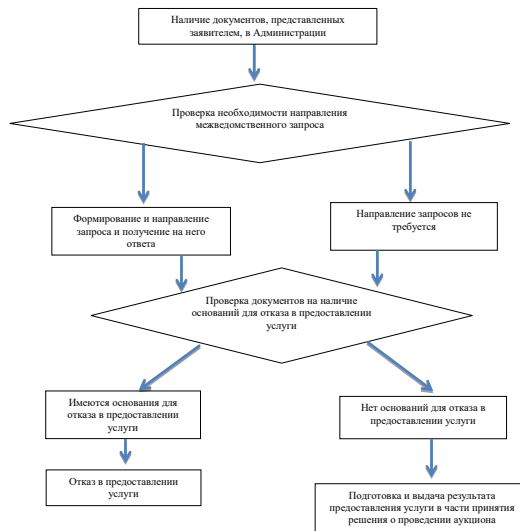 Наличие документов, представленных
заявителем, в Администрации
Проверка необходимости направления
межведомственного запроса
Формирование и направление
запроса и получение на него
ответа
Направление запросов не
требуется
Проверка документов на наличие
оснований для отказа в предоставлении
услуги
Имеются основания для
отказа в предоставлении
услуги
Нет оснований для отказа в
предоставлении услуги
Отказ в предоставлении
услуги
Подготовка и выдача результата
предоставления услуги в части принятия
решения о проведении аукциона